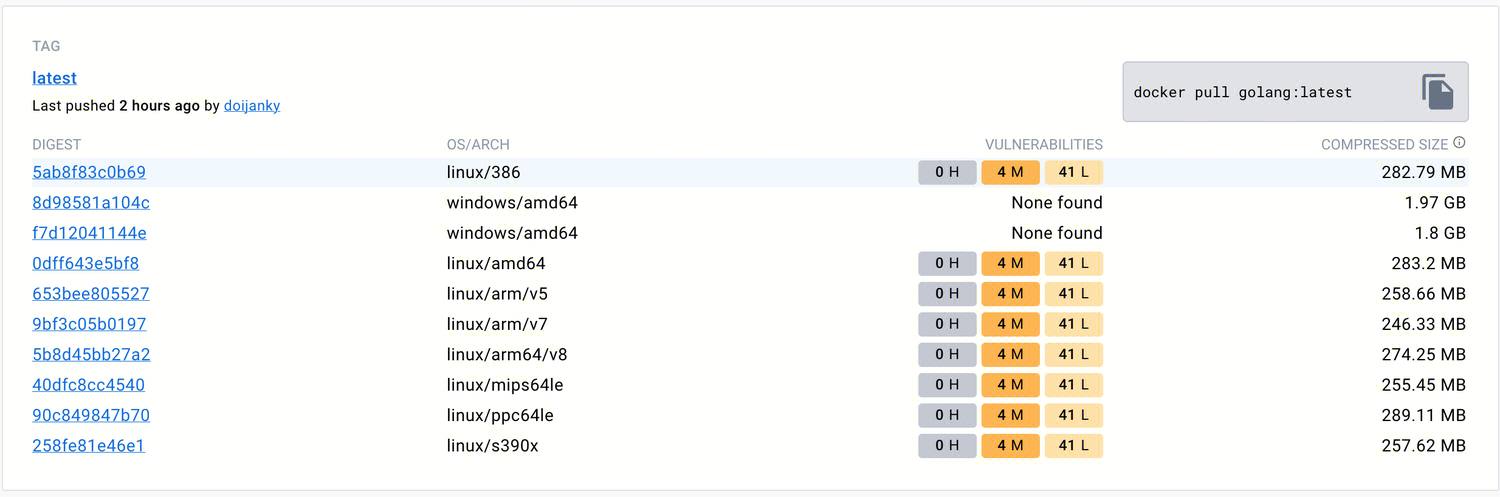 TAG
latest
Last pushed 2 hours ago by doijanky
docker pull golang:latest
DIGEST OS/ARCH VULNERABILITIES COMPRESSED SIZE
5ab8f83c0b69 linux/386 0 H 4 M 41 L 282.79 MB
8d98581a104c windows/amd64 None found 1.97 GB
f7d12041144e windows/amd64 None found 1.8 GB
0dff643e5bf8 linux/amd64 0 H 4 M 41 L 283.2 MB
653bee805527 linux/arm/v5 0 H 4 M 41 L 258.66 MB
9bf3c05b0197 linux/arm/v7 0 H 4 M 41 L 246.33 MB
5b8d45bb27a2 linux/arm64/v8 0 H 4 M 41 L 274.25 MB
40dfc8cc4540 linux/mips64le 0 H 4 M 41 L 255.45 MB
90c849847b70 linux/ppc64le 0 H 4 M 41 L 289.11 MB
258fe81e46e1 linux/s390x 0 H 4 M 41 L 257.62 MB